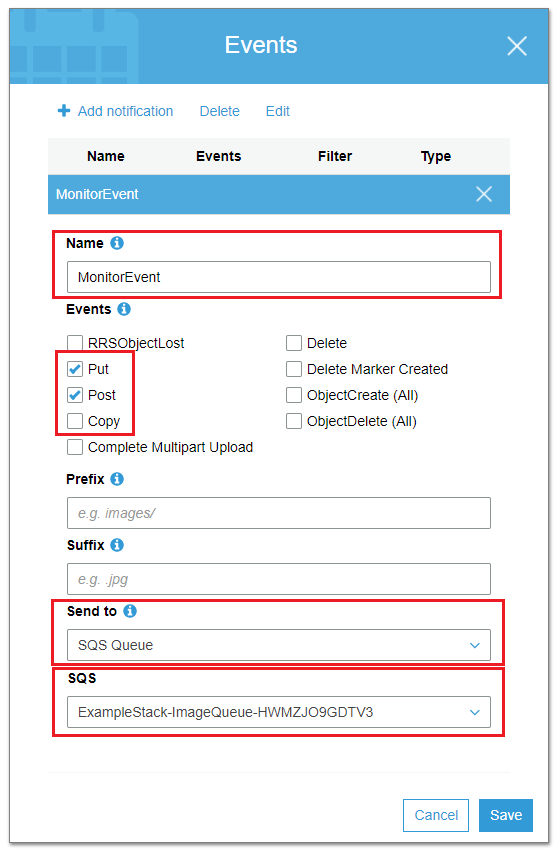 Events
Add notification Delete Edit
Name Events Filter Type
MonitorEvent
Name
MonitorEvent
Events
RRSObjectLost Delete
Put Delete Marker Created
Post ObjectCreate (All)
Copy ObjectDelete (All)
Complete Multipart Upload
Prefix
e.g. images/
Suffix
e.g. .jpg
Send to
SQS Queue
SQS
ExampleStack-ImageQueue-HWMZJO9GDTV3
Cancel Save